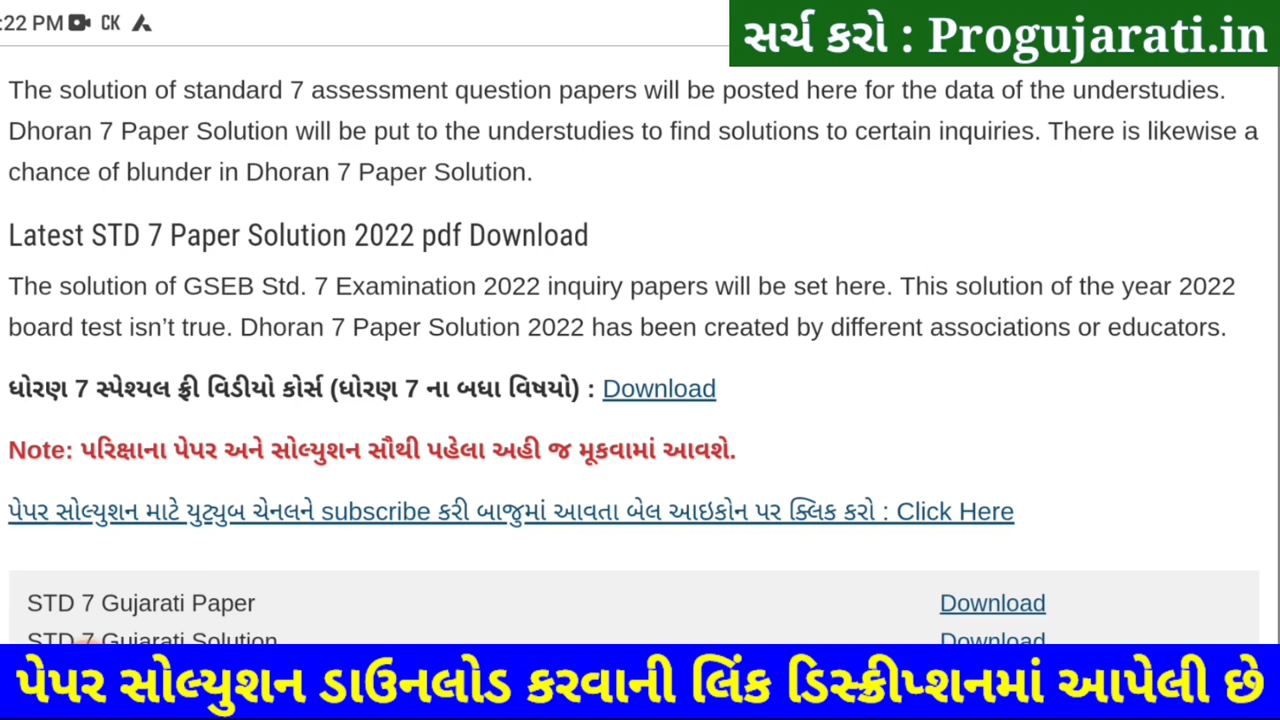 :22 PM CK
સર્ચ કરો : Progujarati.in
The solution of standard 7 assessment question papers will be posted here for the data of the understudies.
Dhoran 7 Paper Solution will be put to the understudies to find solutions to certain inquiries. There is likewise a
chance of blunder in Dhoran 7 Paper Solution.
Latest STD 7 Paper Solution 2022 pdf Download
The solution of GSEB Std. 7 Examination 2022 inquiry papers will be set here. This solution of the year 2022
board test isn’t true. Dhoran 7 Paper Solution 2022 has been created by different associations or educators.
ધોરણ 7 સ્પેશ્યલ ફ્રી વિડીયો કોર્સ (ધોરણ 7 ના બધા વિષયો) : Download
Note: પરિક્ષાના પેપર અને સોલ્યુશન સૌથી પહેલા અહી જ મૂકવામાં આવશે.
પેપર સોલ્યુશન માટે યુટ્યુબ ચેનલને subscribe કરી બાજુમાં આવતા બેલ આઇકોન પર ક્લિક કરો : Click Here
STD 7 Gujarati Paper Download
STD 7 Gujarati Solution Download
પેપર સોલ્યુશન ડાઉનલોડ કરવાની લિંક ડિસ્ક્રીપ્શનમાં આપેલી છે